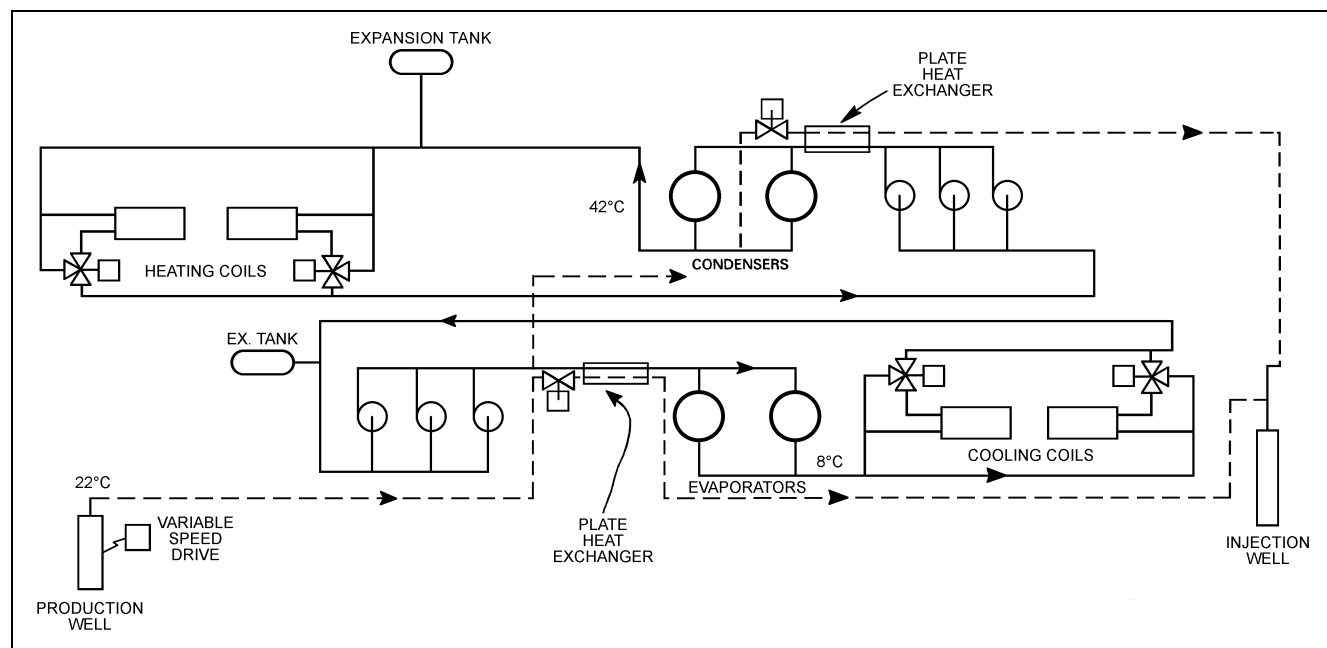 EXPANSION TANK
PLATE
HEAT
EXCHANGER
42°C
HEATING COILS
CONDENSERS
EX. TANK
COOLING COILS
8°C
EVAPORATORS
22°C
VARIABLE
SPEED
DRIVE
PLATE
HEAT
EXCHANGER
INJECTION
WELL
PRODUCTION
WELL